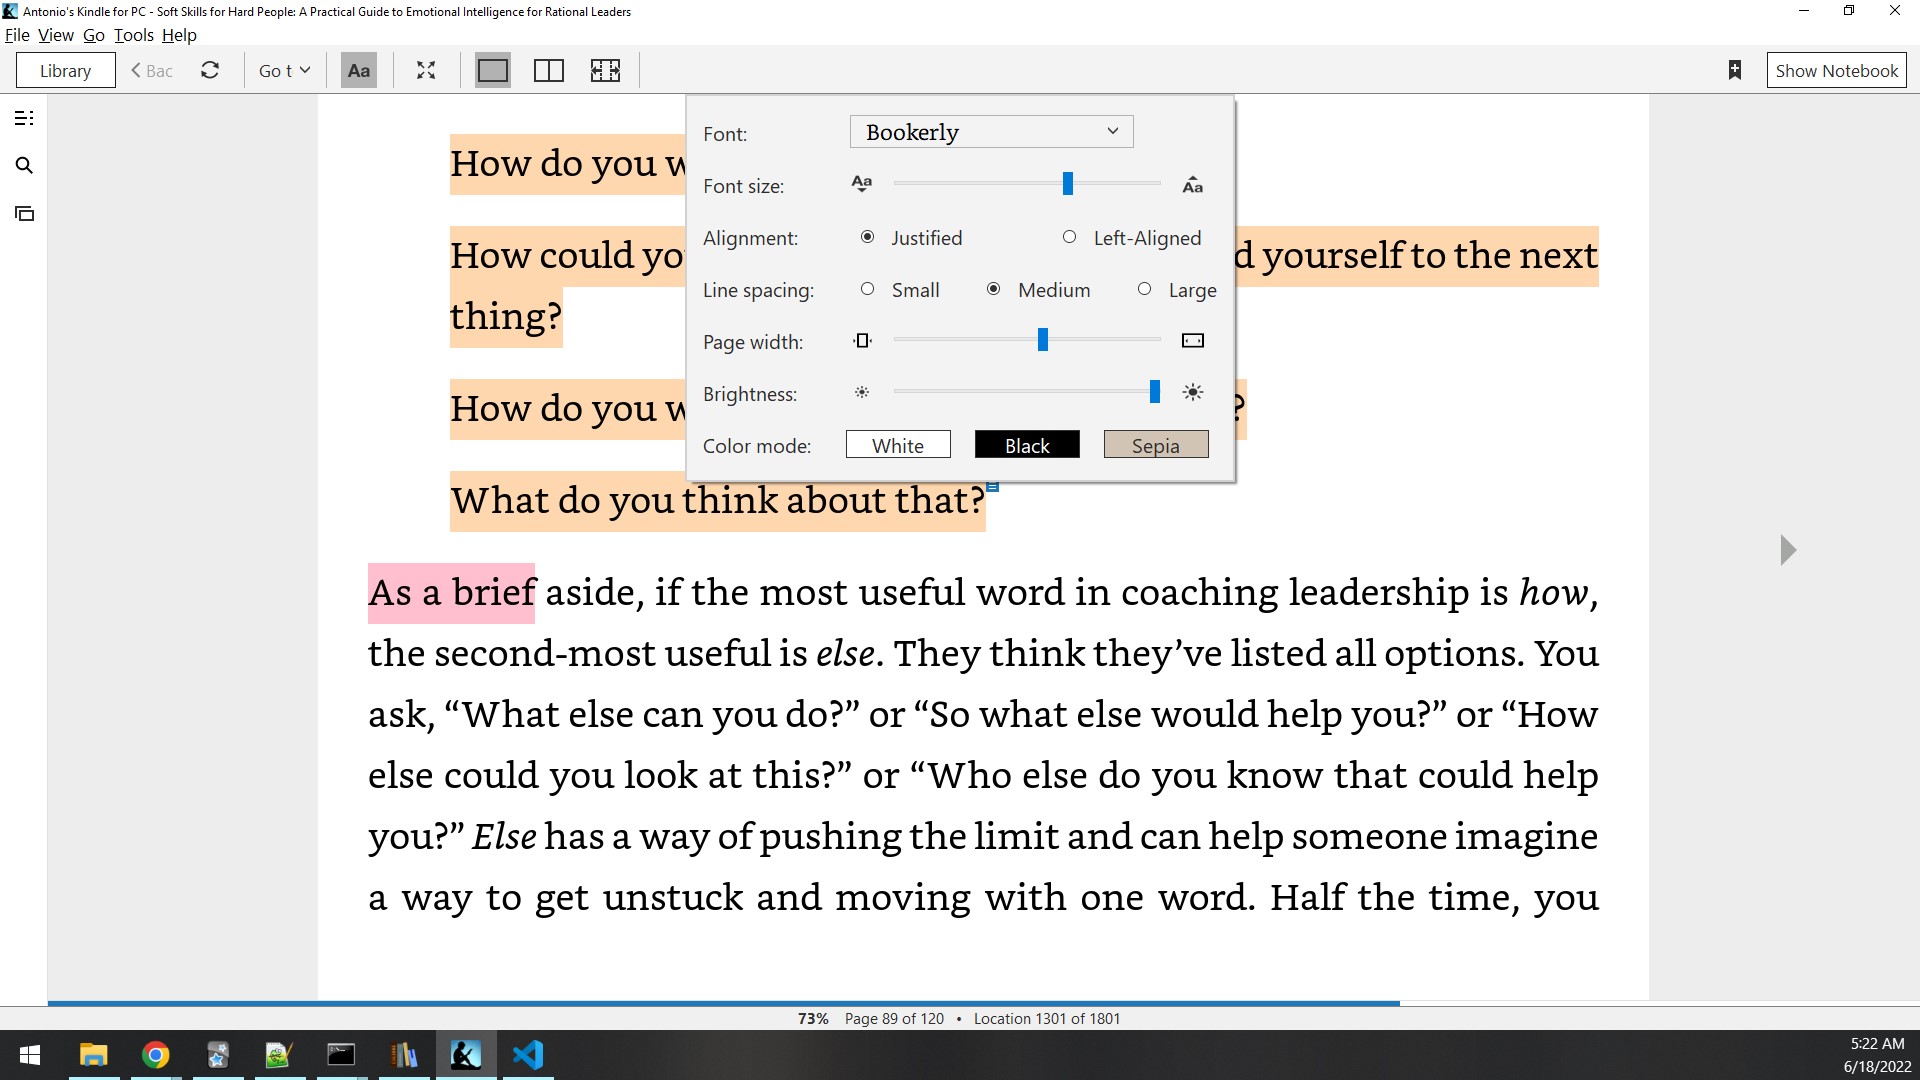 Antonio's Kindle for PC - Soft Skills for Hard People: A Practical Guide to Emotional Intelligence for Rational Leaders
File View Go Tools Help
Library Bac Go t Aa Show Notebook
Font: Bookerly
Font size: Aa Aa
Alignment: Justified Left-Aligned
Line spacing: Small Medium Large
Page width:
Brightness:
Color mode: White Black Sepia
How do you w
How could yo d yourself to the next
thing?
How do you w ?
What do you think about that?
As a brief aside, if the most useful word in coaching leadership is how,
the second-most useful is else. They think they’ve listed all options. You
ask, “What else can you do?” or “So what else would help you?” or “How
else could you look at this?” or “Who else do you know that could help
you?” Else has a way of pushing the limit and can help someone imagine
a way to get unstuck and moving with one word. Half the time, you
73% Page 89 of 120 • Location 1301 of 1801
5:22 AM
6/18/2022